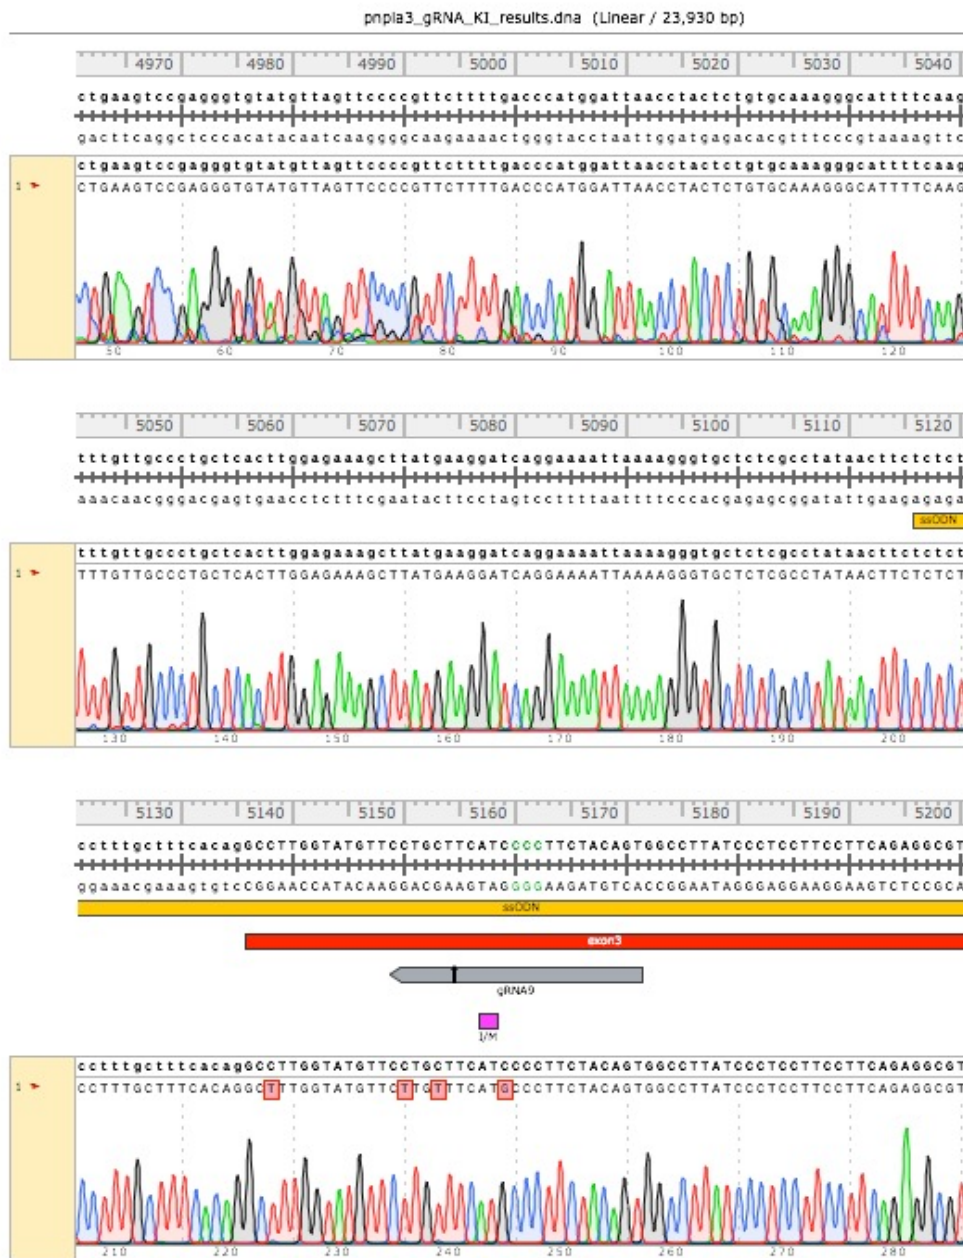 pnpla3_gRNA_KI_results.dna (Linear / 23,930 bp)
4970 4980 4990 5000 5010 5020 5030 5040
ctgaagtccgagggtgtatgttagttccccgttcttttgacccatggattaacctactctgtgcaaagggcattttcaag
gacttcaggctcccacatacaatcaaggggcaagaaaactgggtacctaattggatgagacacgtttcccgtaaaagttc
ctgaagtccgagggtgtatgttagttccccgttcttttgacccatggattaacctactctgtgcaaagggcattttcaag
1 CTGAAGTCCGAGGGTGTATGTTAGTTCCCCGTTCTTTTGACCCATGGATTAACCTACTCTGTGCAAAGGGCATTTTCAAG
50 60 70 80 90 100 110 120
5050 5060 5070 5080 5090 5100 5110 5120
tttgttgccctgctcacttggagaaagcttatgaaggatcaggaaaattaaaagggtgctctcgcctataacttctctct
aaacaacgggacgagtgaacctctttcgaatacttcctagtccttttaattttcccacgagagcggatattgaagagaga
ssODN
tttgttgccctgctcacttggagaaagcttatgaaggatcaggaaaattaaaagggtgctctcgcctataacttctctct
1 TTTGTTGCCCTGCTCACTTGGAGAAAGCTTATGAAGGATCAGGAAAATTAAAAGGGTGCTCTCGCCTATAACTTCTCTCT
130 140 150 160 170 180 190 200
5130 5140 5150 5160 5170 5180 5190 5200
cctttgctttcacagGCCTTGGTATGTTCCTGCTTCATCCCCTTCTACAGTGGCCTTATCCCTCCTTCCTTCAGAGGCGT
ggaaacgaaagtgtcCGGAACCATACAAGGACGAAGTAGGGGAAGATGTCACCGGAATAGGGAGGAAGGAAGTCTCCGCA
ssODN
exon3
gRNA9
I/M
cctttgctttcacagGCCTTGGTATGTTCCTGCTTCATCCCCTTCTACAGTGGCCTTATCCCTCCTTCCTTCAGAGGCGT
1 CCTTTGCTTTCACAGGCTTTGGTATGTTCTTGTTTCATGCCCTTCTACAGTGGCCTTATCCCTCCTTCCTTCAGAGGCGT
210 220 230 240 250 260 270 280